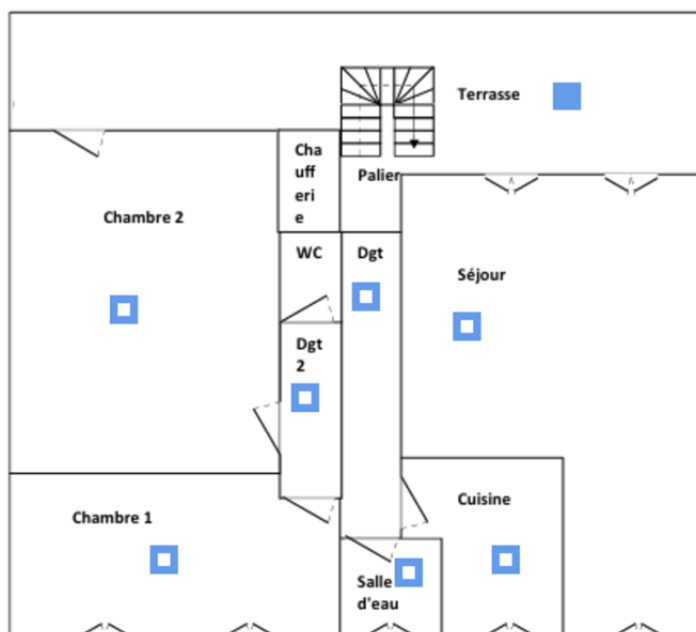 Terrasse
Cha
uff
eri
e
Palier
Chambre 2
WC
Dgt
Séjour
Dgt
2
Chambre 1
Cuisine
Salle
d'eau